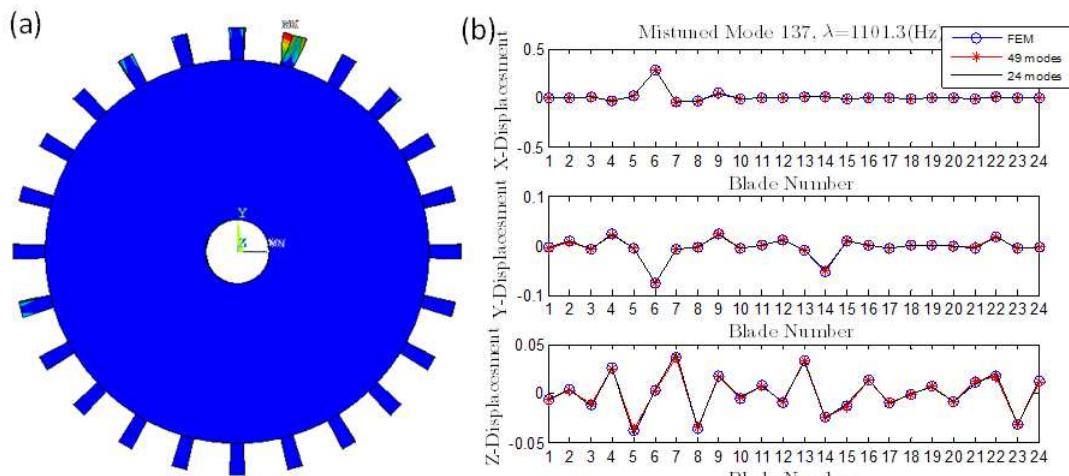 (a)
Y
Z
(b)
Mistuned Mode 137, λ=1101.3(Hz)
FEM
49 modes
24 modes
X-Displacesment
0.5
0
-0.5
1 2 3 4 5 6 7 8 9 10 11 12 13 14 15 16 17 18 19 20 21 22 23 24
Blade Number
Y-Displacesment
0.1
0
-0.1
1 2 3 4 5 6 7 8 9 10 11 12 13 14 15 16 17 18 19 20 21 22 23 24
Blade Number
Z-Displacesment
0.05
0
-0.05
1 2 3 4 5 6 7 8 9 10 11 12 13 14 15 16 17 18 19 20 21 22 23 24